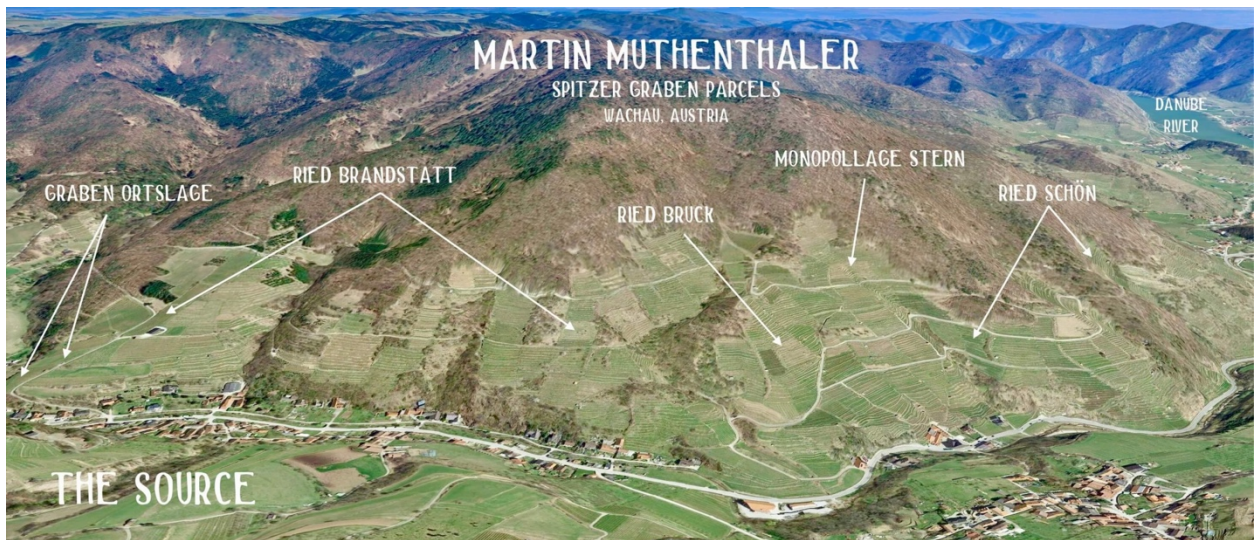 MARTIN MUTHENTHALER
SPITZER GRABEN PARCELS
WACHAU, AUSTRIA
DANUBE
RIVER
MONOPOLLAGE STERN
RIED BRANDSTATT
GRABEN ORTSLAGE
RIED SCHÖN
RIED BRUCK
THE SOURCE